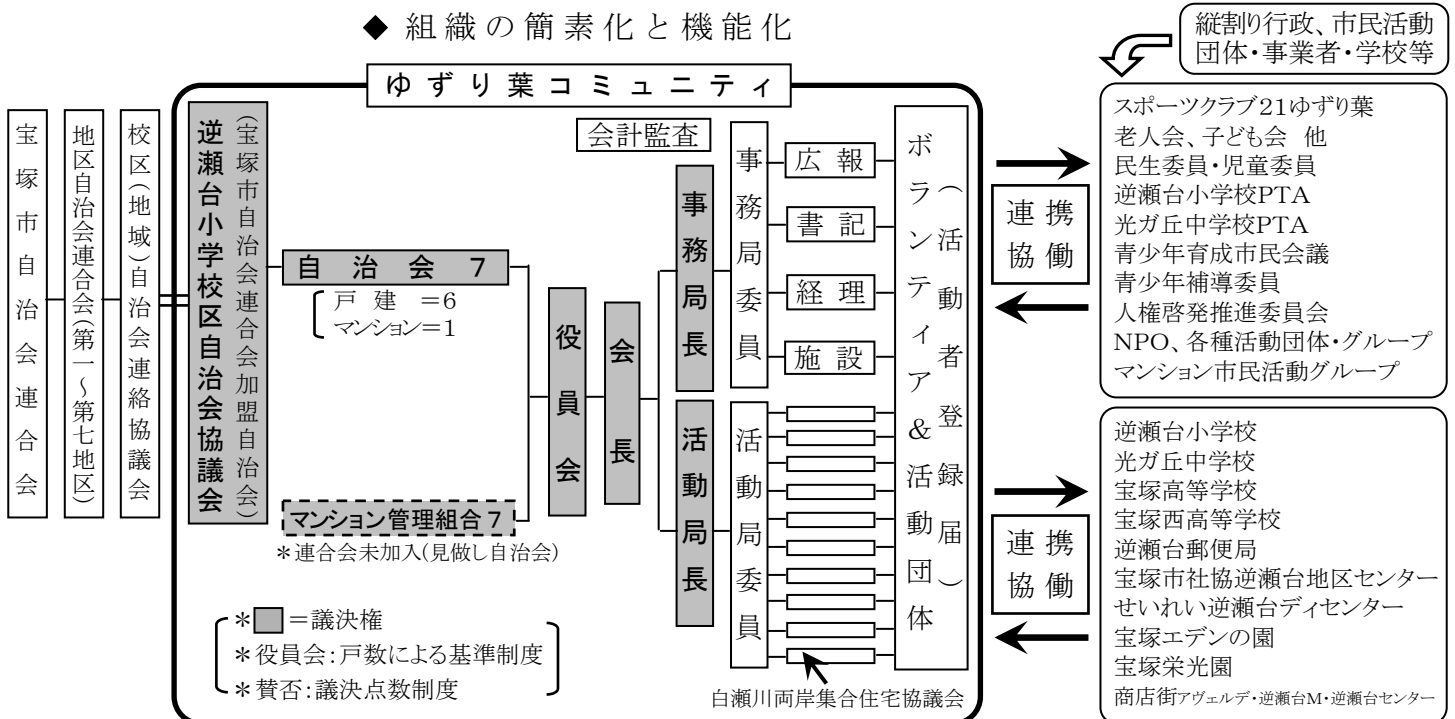 ◆ 組織の簡素化と機能化
縦割り行政、市民活動
団体・事業者・学校等
ゆずり葉コミュニティ
宝塚市自治会連合会
地区自治会連合会(第一～第七地区)
校区(地域)自治会連絡協議会
逆瀬台小学校区自治会協議会
(宝塚市自治会連合会加盟自治会)
自治会7
戸建=6
マンション=1
マンション管理組合7
*連合会未加入(見做し自治会)
役員会
会長
会計監査
事務局長
活動局長
事務局委員
活動局委員
広報
書記
経理
施設
ボランティア&活動団体
(活動者登録届)
白瀬川両岸集合住宅協議会
*　=議決権
*役員会:戸数による基準制度
*賛否:議決点数制度
連携
協働
スポーツクラブ21ゆずり葉
老人会、子ども会 他
民生委員・児童委員
逆瀬台小学校PTA
光ガ丘中学校PTA
青少年育成市民会議
青少年補導委員
人権啓発推進委員会
NPO、各種活動団体・グループ
マンション市民活動グループ
連携
協働
逆瀬台小学校
光ガ丘中学校
宝塚高等学校
宝塚西高等学校
逆瀬台郵便局
宝塚市社協逆瀬台地区センター
せいれい逆瀬台ディセンター
宝塚エデンの園
宝塚栄光園
商店街アヴェルデ・逆瀬台M・逆瀬台センター